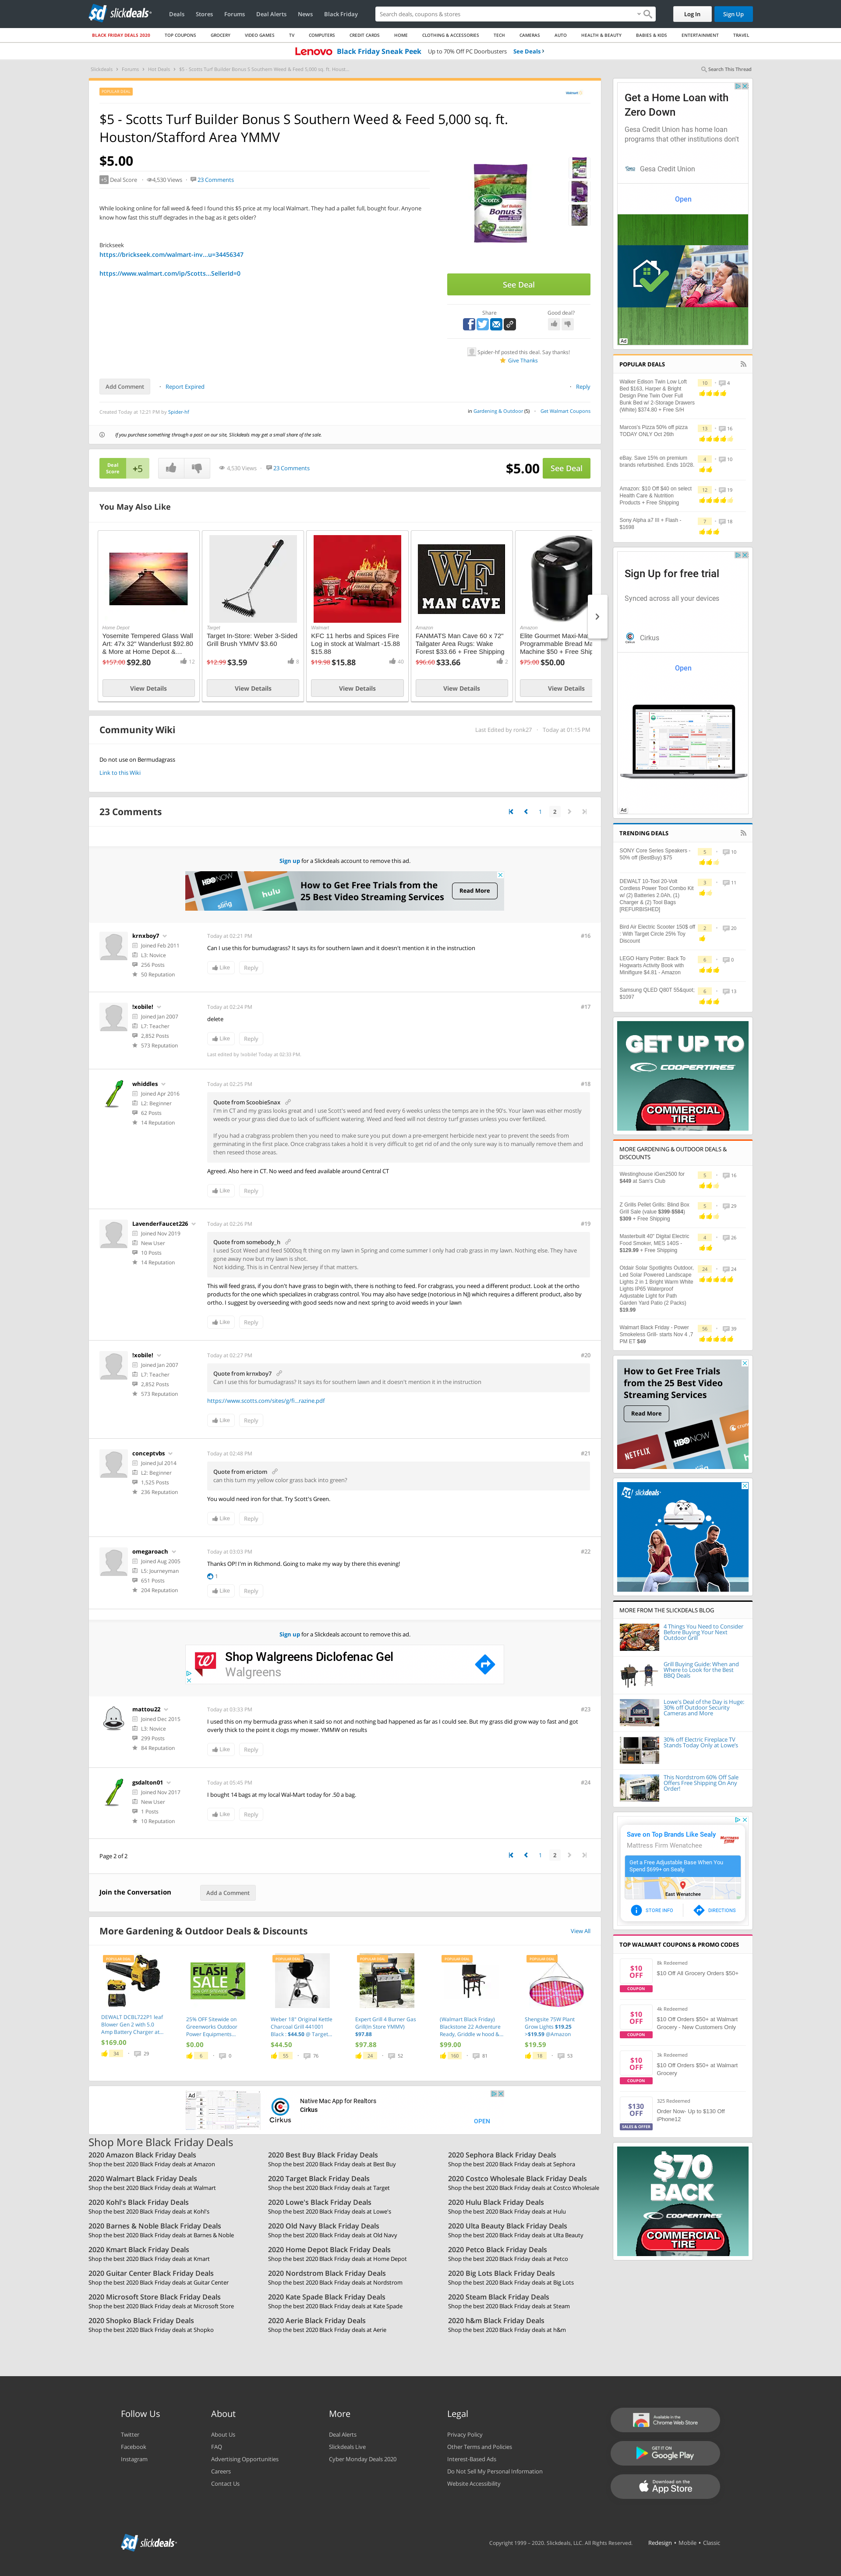 slickdeals
Deals Stores Forums Deal Alerts News Black Friday
Search deals, coupons & stores
Log In Sign Up
BLACK FRIDAY DEALS 2020 TOP COUPONS GROCERY VIDEO GAMES TV COMPUTERS CREDIT CARDS HOME CLOTHING & ACCESSORIES TECH CAMERAS AUTO HEALTH & BEAUTY BABIES & KIDS ENTERTAINMENT TRAVEL
Lenovo Black Friday Sneak Peek Up to 70% Off PC Doorbusters See Deals
Slickdeals Forums Hot Deals $5 - Scotts Turf Builder Bonus S Southern Weed & Feed 5,000 sq. ft. Houst...
Search This Thread
$5 - Scotts Turf Builder Bonus S Southern Weed & Feed 5,000 sq. ft.
Houston/Stafford Area YMMV
$5.00
+5 Deal Score 4,530 Views 23 Comments
While looking online for all weed & feed I found this $5 price at my local Walmart. They had a pallet full, bought four. Anyone
know how fast this stuff degrades in the bag as it gets older?
Brickseek
https://brickseek.com/walmart-inv...u=34456347
https://www.walmart.com/ip/Scotts...SellerId=0
See Deal
Share Good deal?
Spider-hf posted this deal. Say thanks!
Give Thanks
Add Comment Report Expired Reply
Created Today at 12:21 PM by Spider-hf
in Gardening & Outdoor (5) Get Walmart Coupons
If you purchase something through a post on our site, Slickdeals may get a small share of the sale.
Deal Score +5 4,530 Views 23 Comments $5.00 See Deal
You May Also Like
Home Depot
Yosemite Tempered Glass Wall
Art: 47x 32" Wanderlust $92.80
& More at Home Depot &...
$157.00 $92.80 12
View Details
Target
Target In-Store: Weber 3-Sided
Grill Brush YMMV $3.60
$12.99 $3.59 8
View Details
Walmart
KFC 11 herbs and Spices Fire
Log in stock at Walmart -15.88
$15.88
$19.98 $15.88 40
View Details
WF
MAN CAVE
Amazon
FANMATS Man Cave 60 x 72"
Tailgater Area Rugs: Wake
Forest $33.66 + Free Shipping
$96.60 $33.66 2
View Details
Amazon
Elite Gourmet Maxi-Ma
Programmable Bread Ma
Machine $50 + Free Ship
$75.00 $50.00
View Details
Community Wiki
Last Edited by ronk27 Today at 01:15 PM
Do not use on Bermudagrass
Link to this Wiki
23 Comments
1 2
Sign up for a Slickdeals account to remove this ad.
HBO NOW sling hulu
How to Get Free Trials from the
25 Best Video Streaming Services
Read More
krnxboy7
Joined Feb 2011
L3: Novice
256 Posts
50 Reputation
Today at 02:21 PM #16
Can I use this for bumudagrass? It says its for southern lawn and it doesn't mention it in the instruction
Like Reply
!xobile!
Joined Jan 2007
L7: Teacher
2,852 Posts
573 Reputation
Today at 02:24 PM #17
delete
Like Reply
Last edited by !xobile! Today at 02:33 PM
whiddles
Joined Apr 2016
L2: Beginner
62 Posts
14 Reputation
Today at 02:25 PM #18
Quote from ScoobieSnax
I'm in CT and my grass looks great and I use Scott's weed and feed every 6 weeks unless the temps are in the 90's. Your lawn was either mostly
weeds or your grass died due to lack of sufficient watering. Weed and feed will not destroy turf grasses unless you over fertilized.
If you had a crabgrass problem then you need to make sure you put down a pre-emergent herbicide next year to prevent the seeds from
germinating in the first place. Once crabgrass takes a hold it is very difficult to get rid of and the only sure way is to manually remove them and
then reseed those areas.
Agreed. Also here in CT. No weed and feed available around Central CT
Like Reply
LavenderFaucet226
Joined Nov 2019
New User
10 Posts
14 Reputation
Today at 02:26 PM #19
Quote from somebody_h
I used Scot Weed and feed 5000sq ft thing on my lawn in Spring and come summer I only had crab grass in my lawn. Nothing else. They have
gone away now but my lawn is shot.
Not kidding. This is in Central New Jersey if that matters.
This will feed grass, if you don't have grass to begin with, there is nothing to feed. For crabgrass, you need a different product. Look at the ortho
products for the one which specializes in crabgrass control. You may also have sedge (notorious in NJ) which requires a different product, also by
ortho. I suggest by overseeding with good seeds now and next spring to avoid weeds in your lawn
Like Reply
!xobile!
Joined Jan 2007
L7: Teacher
2,852 Posts
573 Reputation
Today at 02:27 PM #20
Quote from krnxboy7
Can I use this for bumudagrass? It says its for southern lawn and it doesn't mention it in the instruction
https://www.scotts.com/sites/g/fi...razine.pdf
Like Reply
conceptvbs
Joined Jul 2014
L2: Beginner
1,525 Posts
236 Reputation
Today at 02:48 PM #21
Quote from erictom
can this turn my yellow color grass back into green?
You would need iron for that. Try Scott's Green.
Like Reply
omegaroach
Joined Aug 2005
L5: Journeyman
651 Posts
204 Reputation
Today at 03:03 PM #22
Thanks OP! I'm in Richmond. Going to make my way by there this evening!
1
Like Reply
Sign up for a Slickdeals account to remove this ad.
Shop Walgreens Diclofenac Gel
Walgreens
mattou22
Joined Dec 2015
L3: Novice
299 Posts
84 Reputation
Today at 03:33 PM #23
I used this on my bermuda grass when it said so not and nothing bad happened as far as I could see. But my grass did grow way to fast and got
overly thick to the point it clogs my mower. YMMW on results
Like Reply
gsdalton01
Joined Nov 2017
New User
1 Posts
10 Reputation
Today at 05:45 PM #24
I bought 14 bags at my local Wal-Mart today for .50 a bag.
Like Reply
Page 2 of 2 1 2
Join the Conversation Add a Comment
More Gardening & Outdoor Deals & Discounts View All
DEWALT DCBL722P1 leaf
Blower Gen 2 with 5.0
Amp Battery Charger at...
$169.00
34 29
FLASH SALE
25% OFF Sitewide on
Greenworks Outdoor
Power Equipments...
$0.00
6 8
Weber 18" Original Kettle
Charcoal Grill 441001
Black : $44.50 @ Target...
$44.50
55 76
Expert Grill 4 Burner Gas
Grill(In Store YMMV)
$97.88
$97.88
24 52
(Walmart Black Friday)
Blackstone 22 Adventure
Ready, Griddle w hood &...
$99.00
160 81
Shengsite 75W Plant
Grow Lights $19.25
~$19.59 @Amazon
$19.59
18 53
Ad
Native Mac App for Realtors
Cirkus
OPEN
Shop More Black Friday Deals
2020 Amazon Black Friday Deals
Shop the best 2020 Black Friday deals at Amazon
2020 Best Buy Black Friday Deals
Shop the best 2020 Black Friday deals at Best Buy
2020 Sephora Black Friday Deals
Shop the best 2020 Black Friday deals at Sephora
2020 Walmart Black Friday Deals
Shop the best 2020 Black Friday deals at Walmart
2020 Target Black Friday Deals
Shop the best 2020 Black Friday deals at Target
2020 Costco Wholesale Black Friday Deals
Shop the best 2020 Black Friday deals at Costco Wholesale
2020 Kohl's Black Friday Deals
Shop the best 2020 Black Friday deals at Kohl's
2020 Lowe's Black Friday Deals
Shop the best 2020 Black Friday deals at Lowe's
2020 Hulu Black Friday Deals
Shop the best 2020 Black Friday deals at Hulu
2020 Barnes & Noble Black Friday Deals
Shop the best 2020 Black Friday deals at Barnes & Noble
2020 Old Navy Black Friday Deals
Shop the best 2020 Black Friday deals at Old Navy
2020 Ulta Beauty Black Friday Deals
Shop the best 2020 Black Friday deals at Ulta Beauty
2020 Kmart Black Friday Deals
Shop the best 2020 Black Friday deals at Kmart
2020 Home Depot Black Friday Deals
Shop the best 2020 Black Friday deals at Home Depot
2020 Petco Black Friday Deals
Shop the best 2020 Black Friday deals at Petco
2020 Guitar Center Black Friday Deals
Shop the best 2020 Black Friday deals at Guitar Center
2020 Nordstrom Black Friday Deals
Shop the best 2020 Black Friday deals at Nordstrom
2020 Big Lots Black Friday Deals
Shop the best 2020 Black Friday deals at Big Lots
2020 Microsoft Store Black Friday Deals
Shop the best 2020 Black Friday deals at Microsoft Store
2020 Kate Spade Black Friday Deals
Shop the best 2020 Black Friday deals at Kate Spade
2020 Steam Black Friday Deals
Shop the best 2020 Black Friday deals at Steam
2020 Shopko Black Friday Deals
Shop the best 2020 Black Friday deals at Shopko
2020 Aerie Black Friday Deals
Shop the best 2020 Black Friday deals at Aerie
2020 h&m Black Friday Deals
Shop the best 2020 Black Friday deals at h&m
Get a Home Loan with
Zero Down
Gesa Credit Union has home loan
programs that other institutions don't
Gesa Credit Union
Open
Ad
POPULAR DEALS
Walker Edison Twin Low Loft
Bed $163, Harper & Bright
Design Pine Twin Over Full
Bunk Bed w/ 2-Storage Drawers
(White) $374.80 + Free S/H
10 4
Marcos's Pizza 50% off pizza
TODAY ONLY Oct 26th
13 16
eBay. Save 15% on premium
brands refurbished. Ends 10/28.
4 10
Amazon: $10 Off $40 on select
Health Care & Nutrition
Products + Free Shipping
12 19
Sony Alpha a7 III + Flash -
$1698
7 18
Sign Up for free trial
Synced across all your devices
Cirkus
Open
Ad
TRENDING DEALS
SONY Core Series Speakers -
50% off (BestBuy) $75
5 10
DEWALT 10-Tool 20-Volt
Cordless Power Tool Combo Kit
w/ (2) Batteries 2.0Ah, (1)
Charger & (2) Tool Bags
[REFURBISHED]
3 11
Bird Air Electric Scooter 150$ off
: With Target Circle 25% Toy
Discount
2 20
LEGO Harry Potter: Back To
Hogwarts Activity Book with
Minifigure $4.81 - Amazon
6 0
Samsung QLED Q80T 55&quot;
$1097
6 13
GET UP TO
COOPERTIRES
COMMERCIAL TIRE
MORE GARDENING & OUTDOOR DEALS &
DISCOUNTS
Westinghouse iGen2500 for
$449 at Sam's Club
5 16
Z Grills Pellet Grills: Blind Box
Grill Sale (value $399-$584)
$309 + Free Shipping
5 29
Masterbuilt 40" Digital Electric
Food Smoker, MES 140S -
$129.99 + Free Shipping
4 26
Otdair Solar Spotlights Outdoor,
Led Solar Powered Landscape
Lights 2 in 1 Bright Warm White
Lights IP65 Waterproof
Adjustable Light for Path
Garden Yard Patio (2 Packs)
$19.99
24 24
Walmart Black Friday - Power
Smokeless Grill- starts Nov 4 ,7
PM ET $49
56 39
How to Get Free Trials
from the 25 Best Video
Streaming Services
Read More
NETFLIX HBO NOW sling
slickdeals
MORE FROM THE SLICKDEALS BLOG
4 Things You Need to Consider
Before Buying Your Next
Outdoor Grill
Grill Buying Guide: When and
Where to Look for the Best
BBQ Deals
Lowe's Deal of the Day is Huge:
30% off Outdoor Security
Cameras and More
30% off Electric Fireplace TV
Stands Today Only at Lowe's
This Nordstrom 60% Off Sale
Offers Free Shipping On Any
Order!
Save on Top Brands Like Sealy
Mattress Firm Wenatchee
Get a Free Adjustable Base When You
Spend $699+ on Sealy.
East Wenatchee
STORE INFO DIRECTIONS
TOP WALMART COUPONS & PROMO CODES
$10 OFF COUPON
8k Redeemed
$10 Off All Grocery Orders $50+
$10 OFF COUPON
4k Redeemed
$10 Off Orders $50+ at Walmart
Grocery - New Customers Only
$10 OFF COUPON
3k Redeemed
$10 Off Orders $50+ at Walmart
Grocery
$130 OFF SALES & OFFER
325 Redeemed
Order Now- Up to $130 Off
iPhone12
$70
BACK
COOPERTIRES
COMMERCIAL TIRE
Follow Us About More Legal
Twitter About Us Deal Alerts Privacy Policy
Facebook FAQ Slickdeals Live Other Terms and Policies
Instagram Advertising Opportunities Cyber Monday Deals 2020 Interest-Based Ads
Careers Do Not Sell My Personal Information
Contact Us Website Accessibility
Available in the Chrome Web Store
GET IT ON Google Play
Download on the App Store
slickdeals
Copyright 1999 - 2020. Slickdeals, LLC. All Rights Reserved. Redesign • Mobile • Classic